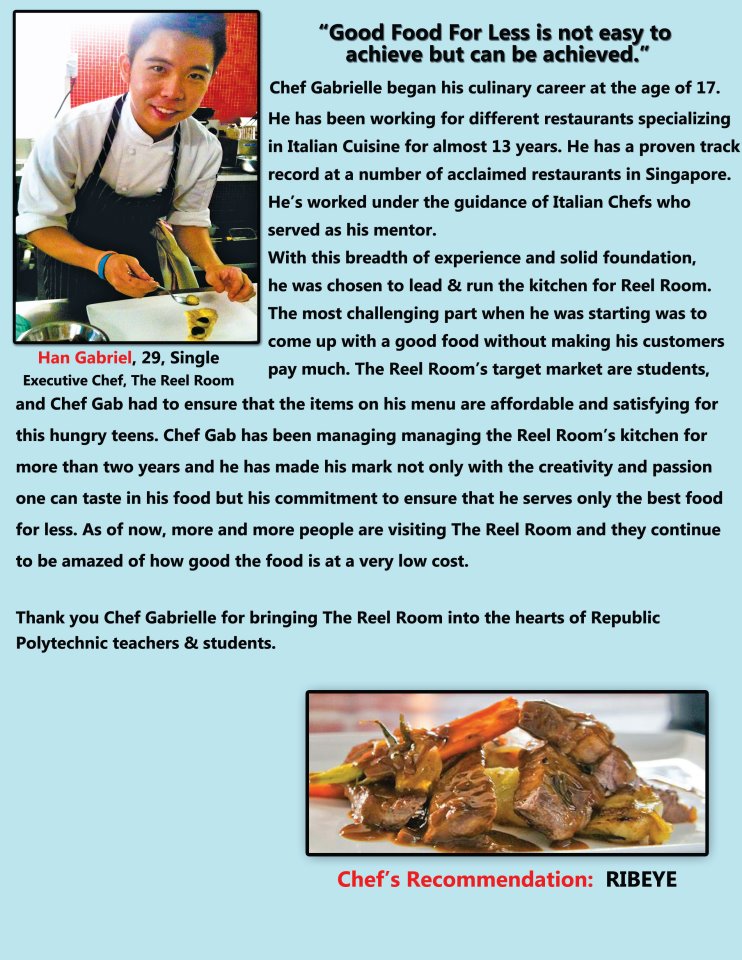 “Good Food For Less is not easy to
achieve but can be achieved.”
Chef Gabrielle began his culinary career at the age of 17.
He has been working for different restaurants specializing
in Italian Cuisine for almost 13 years. He has a proven track
record at a number of acclaimed restaurants in Singapore.
He’s worked under the guidance of Italian Chefs who
served as his mentor.
With this breadth of experience and solid foundation,
he was chosen to lead & run the kitchen for Reel Room.
The most challenging part when he was starting was to
come up with a good food without making his customers
pay much. The Reel Room’s target market are students,
Han Gabriel, 29, Single
Executive Chef, The Reel Room
and Chef Gab had to ensure that the items on his menu are affordable and satisfying for
this hungry teens. Chef Gab has been managing managing the Reel Room’s kitchen for
more than two years and he has made his mark not only with the creativity and passion
one can taste in his food but his commitment to ensure that he serves only the best food
for less. As of now, more and more people are visiting The Reel Room and they continue
to be amazed of how good the food is at a very low cost.
Thank you Chef Gabrielle for bringing The Reel Room into the hearts of Republic
Polytechnic teachers & students.
Chef’s Recommendation: RIBEYE